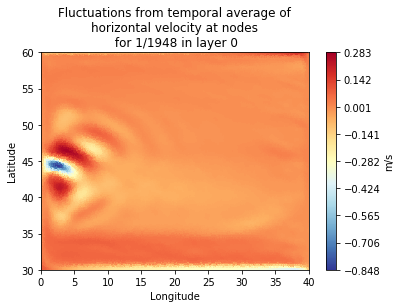 Fluctuations from temporal average of
horizontal velocity at nodes
for 1/1948 in layer 0
60
55
50
45
40
35
30
Latitude
0 5 10 15 20 25 30 35 40
Longitude
0.283
0.142
0.001
−0.141
−0.282
−0.424
−0.565
−0.706
−0.848
m/s